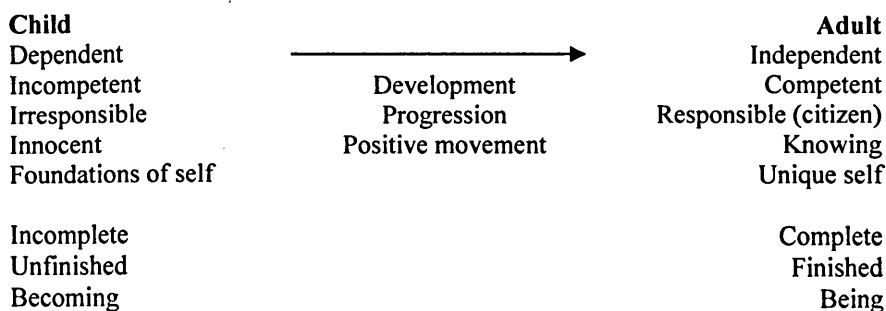 Child Adult
Dependent Independent
Incompetent Development Competent
Irresponsible Progression Responsible (citizen)
Innocent Positive movement Knowing
Foundations of self Unique self
Incomplete Complete
Unfinished Finished
Becoming Being